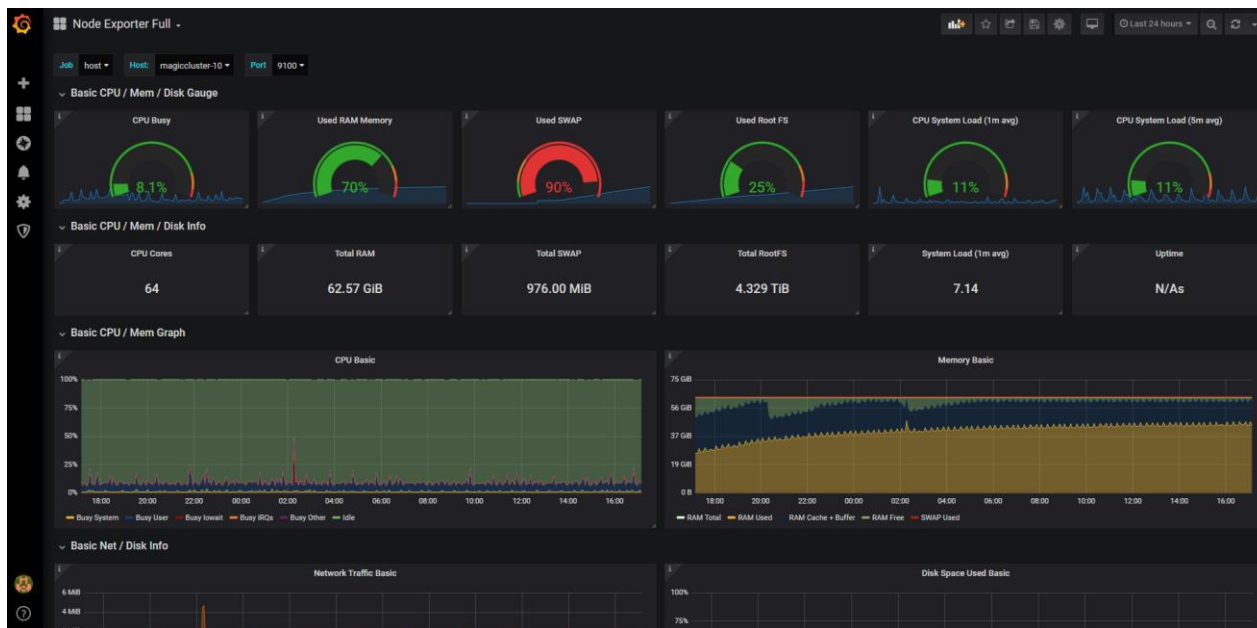 Node Exporter Full
Last 24 hours
Job host Host: magiccluster-10 Port 9100
Basic CPU / Mem / Disk Gauge
CPU Busy
Used RAM Memory
Used SWAP
Used Root FS
CPU System Load (1m avg)
CPU System Load (5m avg)
8.1%
70%
90%
25%
11%
11%
Basic CPU / Mem / Disk Info
CPU Cores
Total RAM
Total SWAP
Total RootFS
System Load (1m avg)
Uptime
64
62.57 GiB
976.00 MiB
4.329 TiB
7.14
N/As
Basic CPU / Mem Graph
CPU Basic
100%
75%
50%
25%
0%
18:00 20:00 22:00 00:00 02:00 04:00 06:00 08:00 10:00 12:00 14:00 16:00
Busy System Busy User Busy Iowait Busy IRQs Busy Other Idle
Memory Basic
75 GiB
56 GiB
37 GiB
19 GiB
0 B
18:00 20:00 22:00 00:00 02:00 04:00 06:00 08:00 10:00 12:00 14:00 16:00
RAM Total RAM Used RAM Cache + Buffer RAM Free SWAP Used
Basic Net / Disk Info
Network Traffic Basic
6 MiB
4 MiB
Disk Space Used Basic
100%
75%